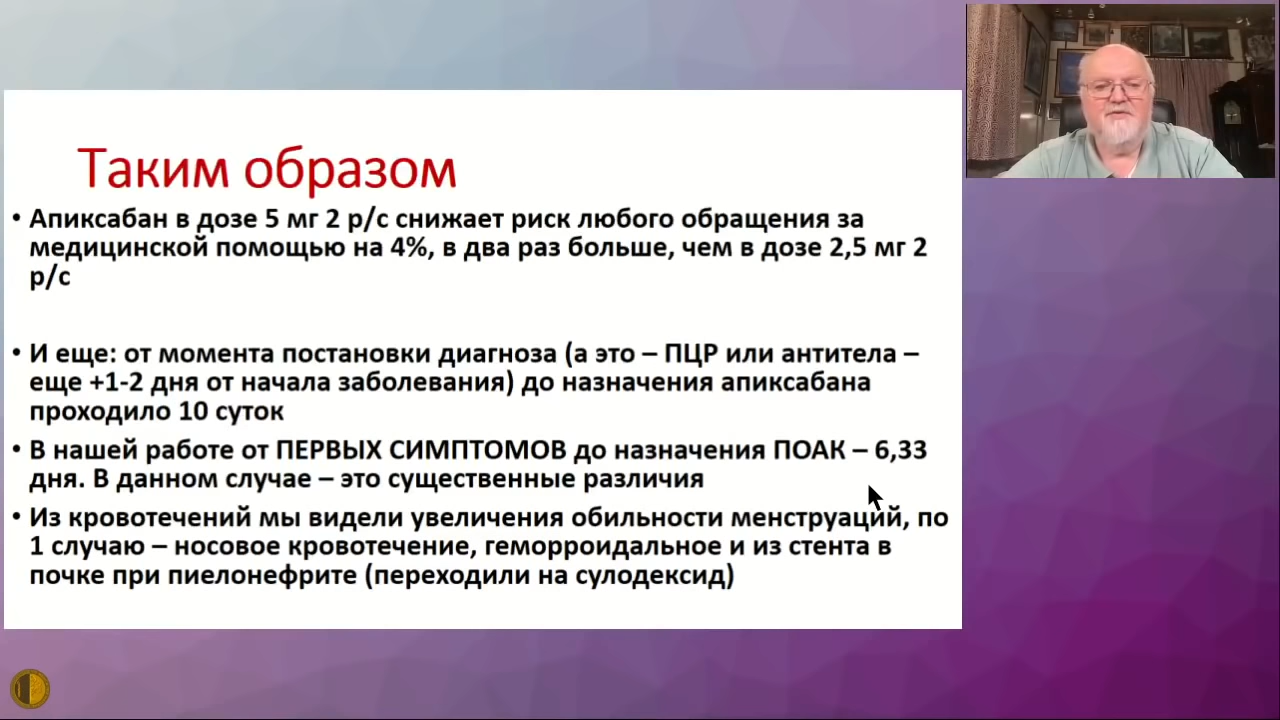 Таким образом
• Апиксабан в дозе 5 мг 2 р/с снижает риск любого обращения за
медицинской помощью на 4%, в два раз больше, чем в дозе 2,5 мг 2
р/с
• И еще: от момента постановки диагноза (а это – ПЦР или антитела –
еще +1-2 дня от начала заболевания) до назначения апиксабана
проходило 10 суток
• В нашей работе от ПЕРВЫХ СИМПТОМОВ до назначения ПОАК – 6,33
дня. В данном случае – это существенные различия
• Из кровотечений мы видели увеличения обильности менструаций, по
1 случаю – носовое кровотечение, геморроидальное и из стента в
почке при пиелонефрите (переходили на сулодексид)